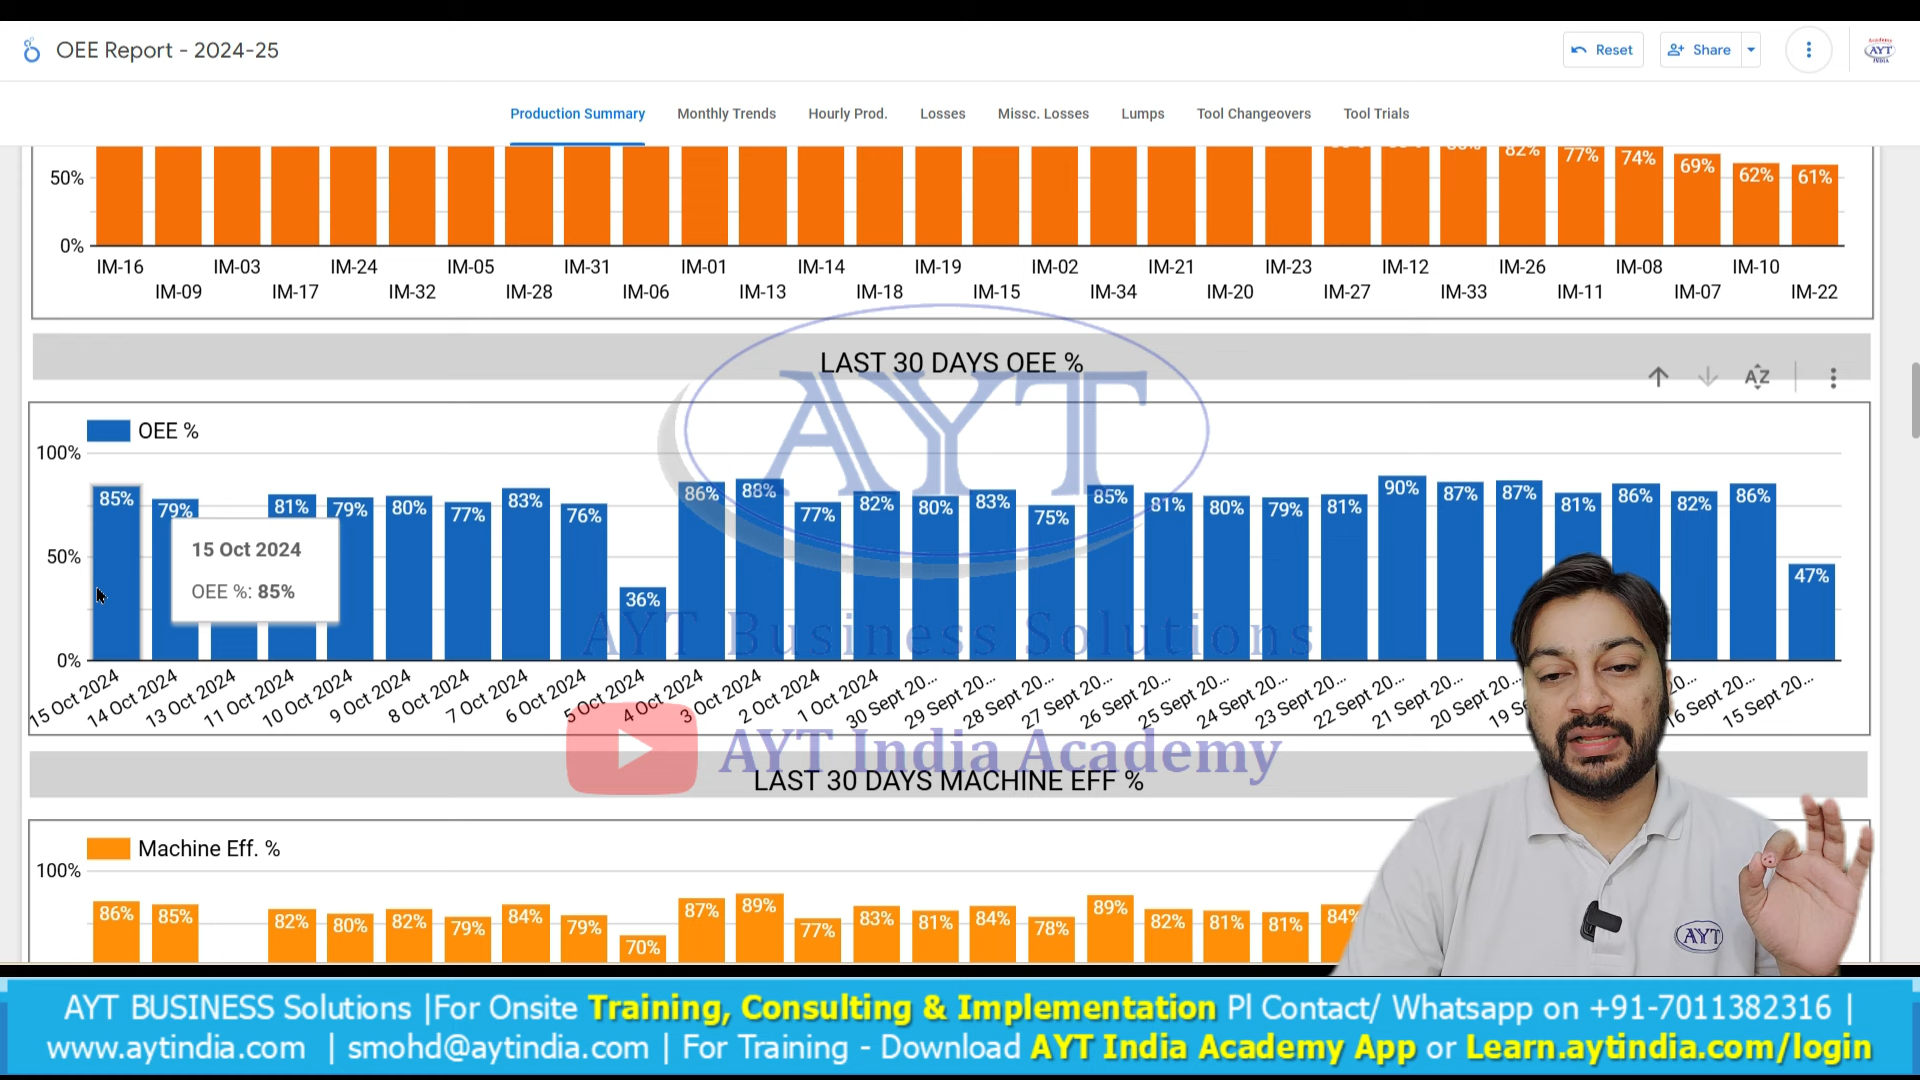 OEE Report - 2024-25
Reset
Share
Academy AYT INDIA
Production Summary Monthly Trends Hourly Prod. Losses Missc. Losses Lumps Tool Changeovers Tool Trials
82% 77% 74% 69% 62% 61%
50%
0%
IM-16 IM-03 IM-24 IM-05 IM-31 IM-01 IM-14 IM-19 IM-02 IM-21 IM-23 IM-12 IM-26 IM-08 IM-10
IM-09 IM-17 IM-32 IM-28 IM-06 IM-13 IM-18 IM-15 IM-34 IM-20 IM-27 IM-33 IM-11 IM-07 IM-22
LAST 30 DAYS OEE %
AZ
AYT
OEE %
100%
85% 79% 81% 79% 80% 77% 83% 76% 36% 86% 88% 77% 82% 80% 83% 75% 85% 81% 80% 79% 81% 90% 87% 87% 81% 86% 82% 86% 47%
15 Oct 2024
OEE %: 85%
50%
0%
AYT Business Solutions
15 Oct 2024 14 Oct 2024 13 Oct 2024 11 Oct 2024 10 Oct 2024 9 Oct 2024 8 Oct 2024 7 Oct 2024 6 Oct 2024 5 Oct 2024 4 Oct 2024 3 Oct 2024 2 Oct 2024 1 Oct 2024 30 Sept 20... 29 Sept 20... 28 Sept 20... 27 Sept 20... 26 Sept 20... 25 Sept 20... 24 Sept 20... 23 Sept 20... 22 Sept 20... 21 Sept 20... 20 Sept 20... 16 Sept 20... 15 Sept 20...
AYT India Academy
LAST 30 DAYS MACHINE EFF %
Machine Eff. %
100%
86% 85% 82% 80% 82% 79% 84% 79% 70% 87% 89% 77% 83% 81% 84% 78% 89% 82% 81% 81% 84%
AYT
AYT BUSINESS Solutions |For Onsite Training, Consulting & Implementation Pl Contact/ Whatsapp on +91-7011382316 |
www.aytindia.com | smohd@aytindia.com | For Training - Download AYT India Academy App or Learn.aytindia.com/login